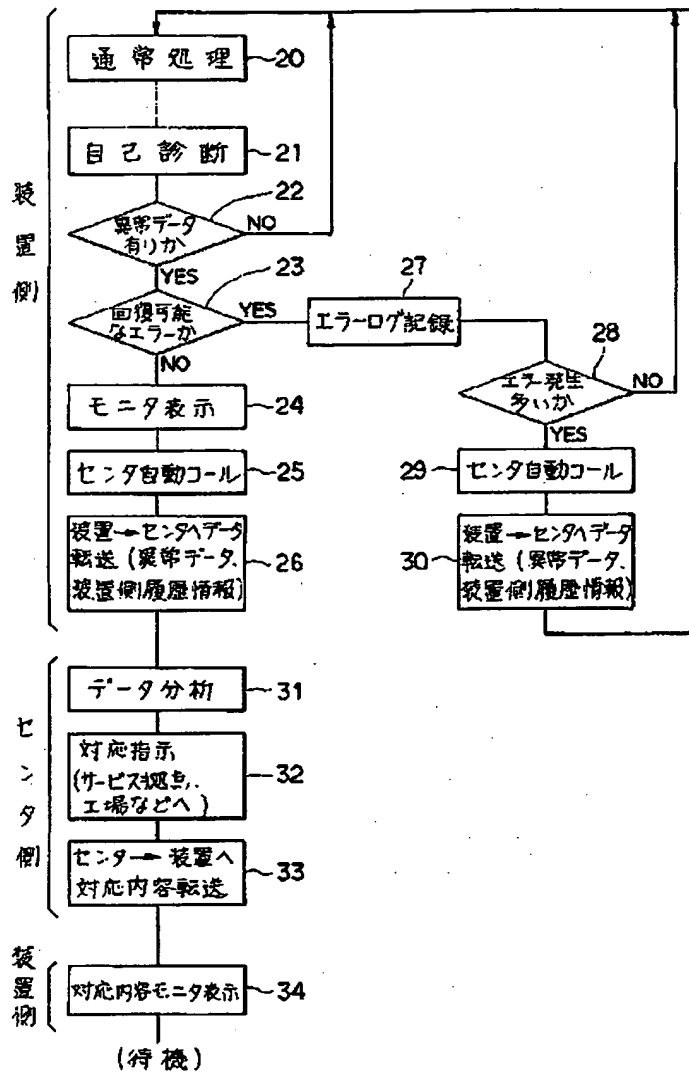 通常処理
20
自己診断
21
22
異常データ
有りか
NO
YES
23
回復可能
なエラーか
YES
NO
27
エラーログ記録
28
エラー発生
多いか
NO
YES
モニタ表示
24
センタ自動コール
25
29
センタ自動コール
装置→センタへデータ
転送(異常データ、
装置側履歴情報)
26
30
装置→センタへデータ
転送(異常データ、
装置側履歴情報)
装置側
データ分析
31
対応指示
(サービス拠点、
工場などへ)
32
センター→装置へ
対応内容転送
33
センタ側
対応内容モニタ表示
34
装置側
(待機)